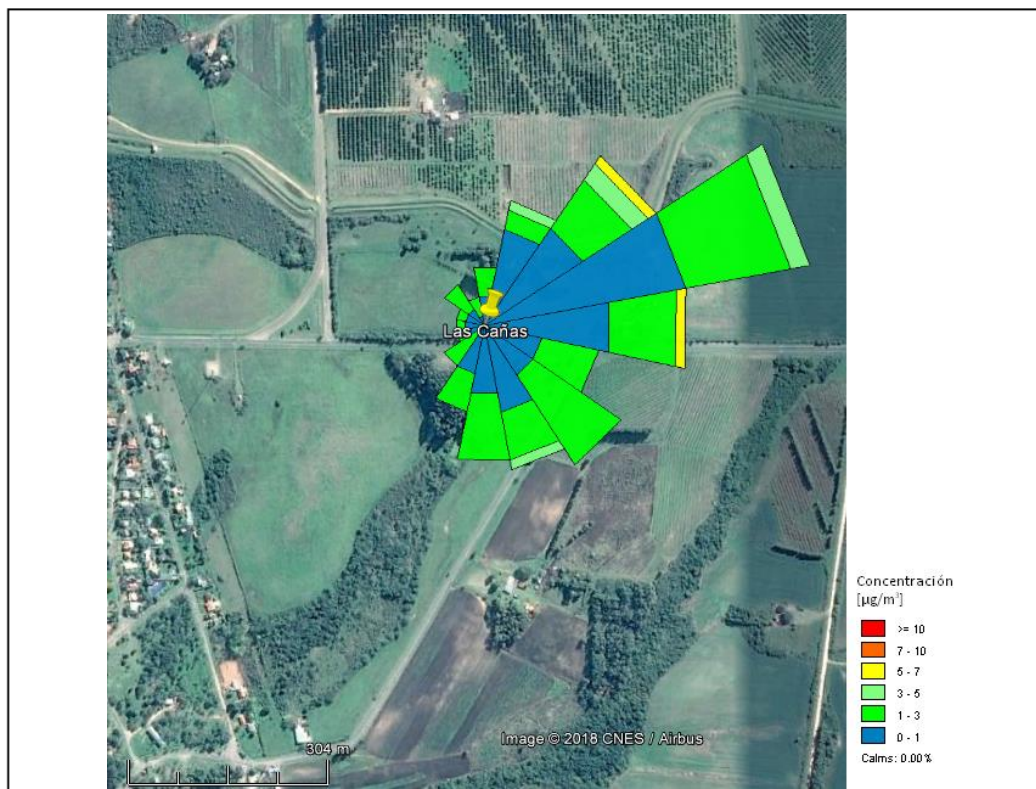 Las Cañas
304 m
Image © 2018 CNES / Airbus
Concentración
[µg/m³]
>= 10
7 - 10
5 - 7
3 - 5
1 - 3
0 - 1
Calms: 0.00%